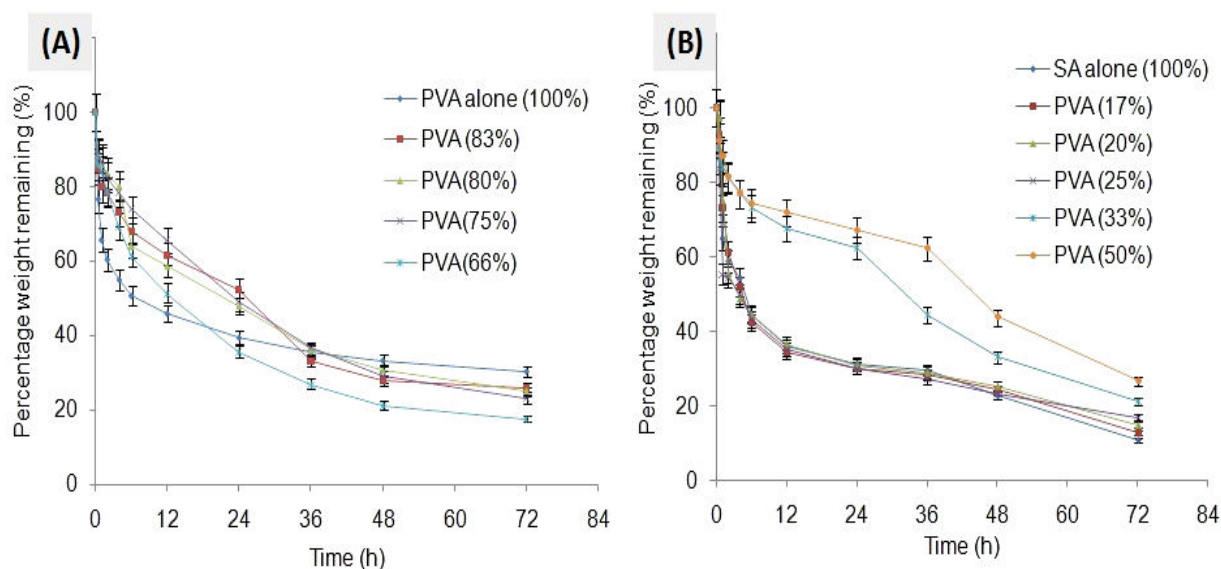 (A)
Percentage weight remaining (%)
100
80
60
40
20
0
0 12 24 36 48 60 72 84
Time (h)
PVA alone (100%)
PVA (83%)
PVA (80%)
PVA (75%)
PVA (66%)
(B)
Percentage weight remaining (%)
100
80
60
40
20
0
0 12 24 36 48 60 72 84
Time (h)
SA alone (100%)
PVA (17%)
PVA (20%)
PVA (25%)
PVA (33%)
PVA (50%)